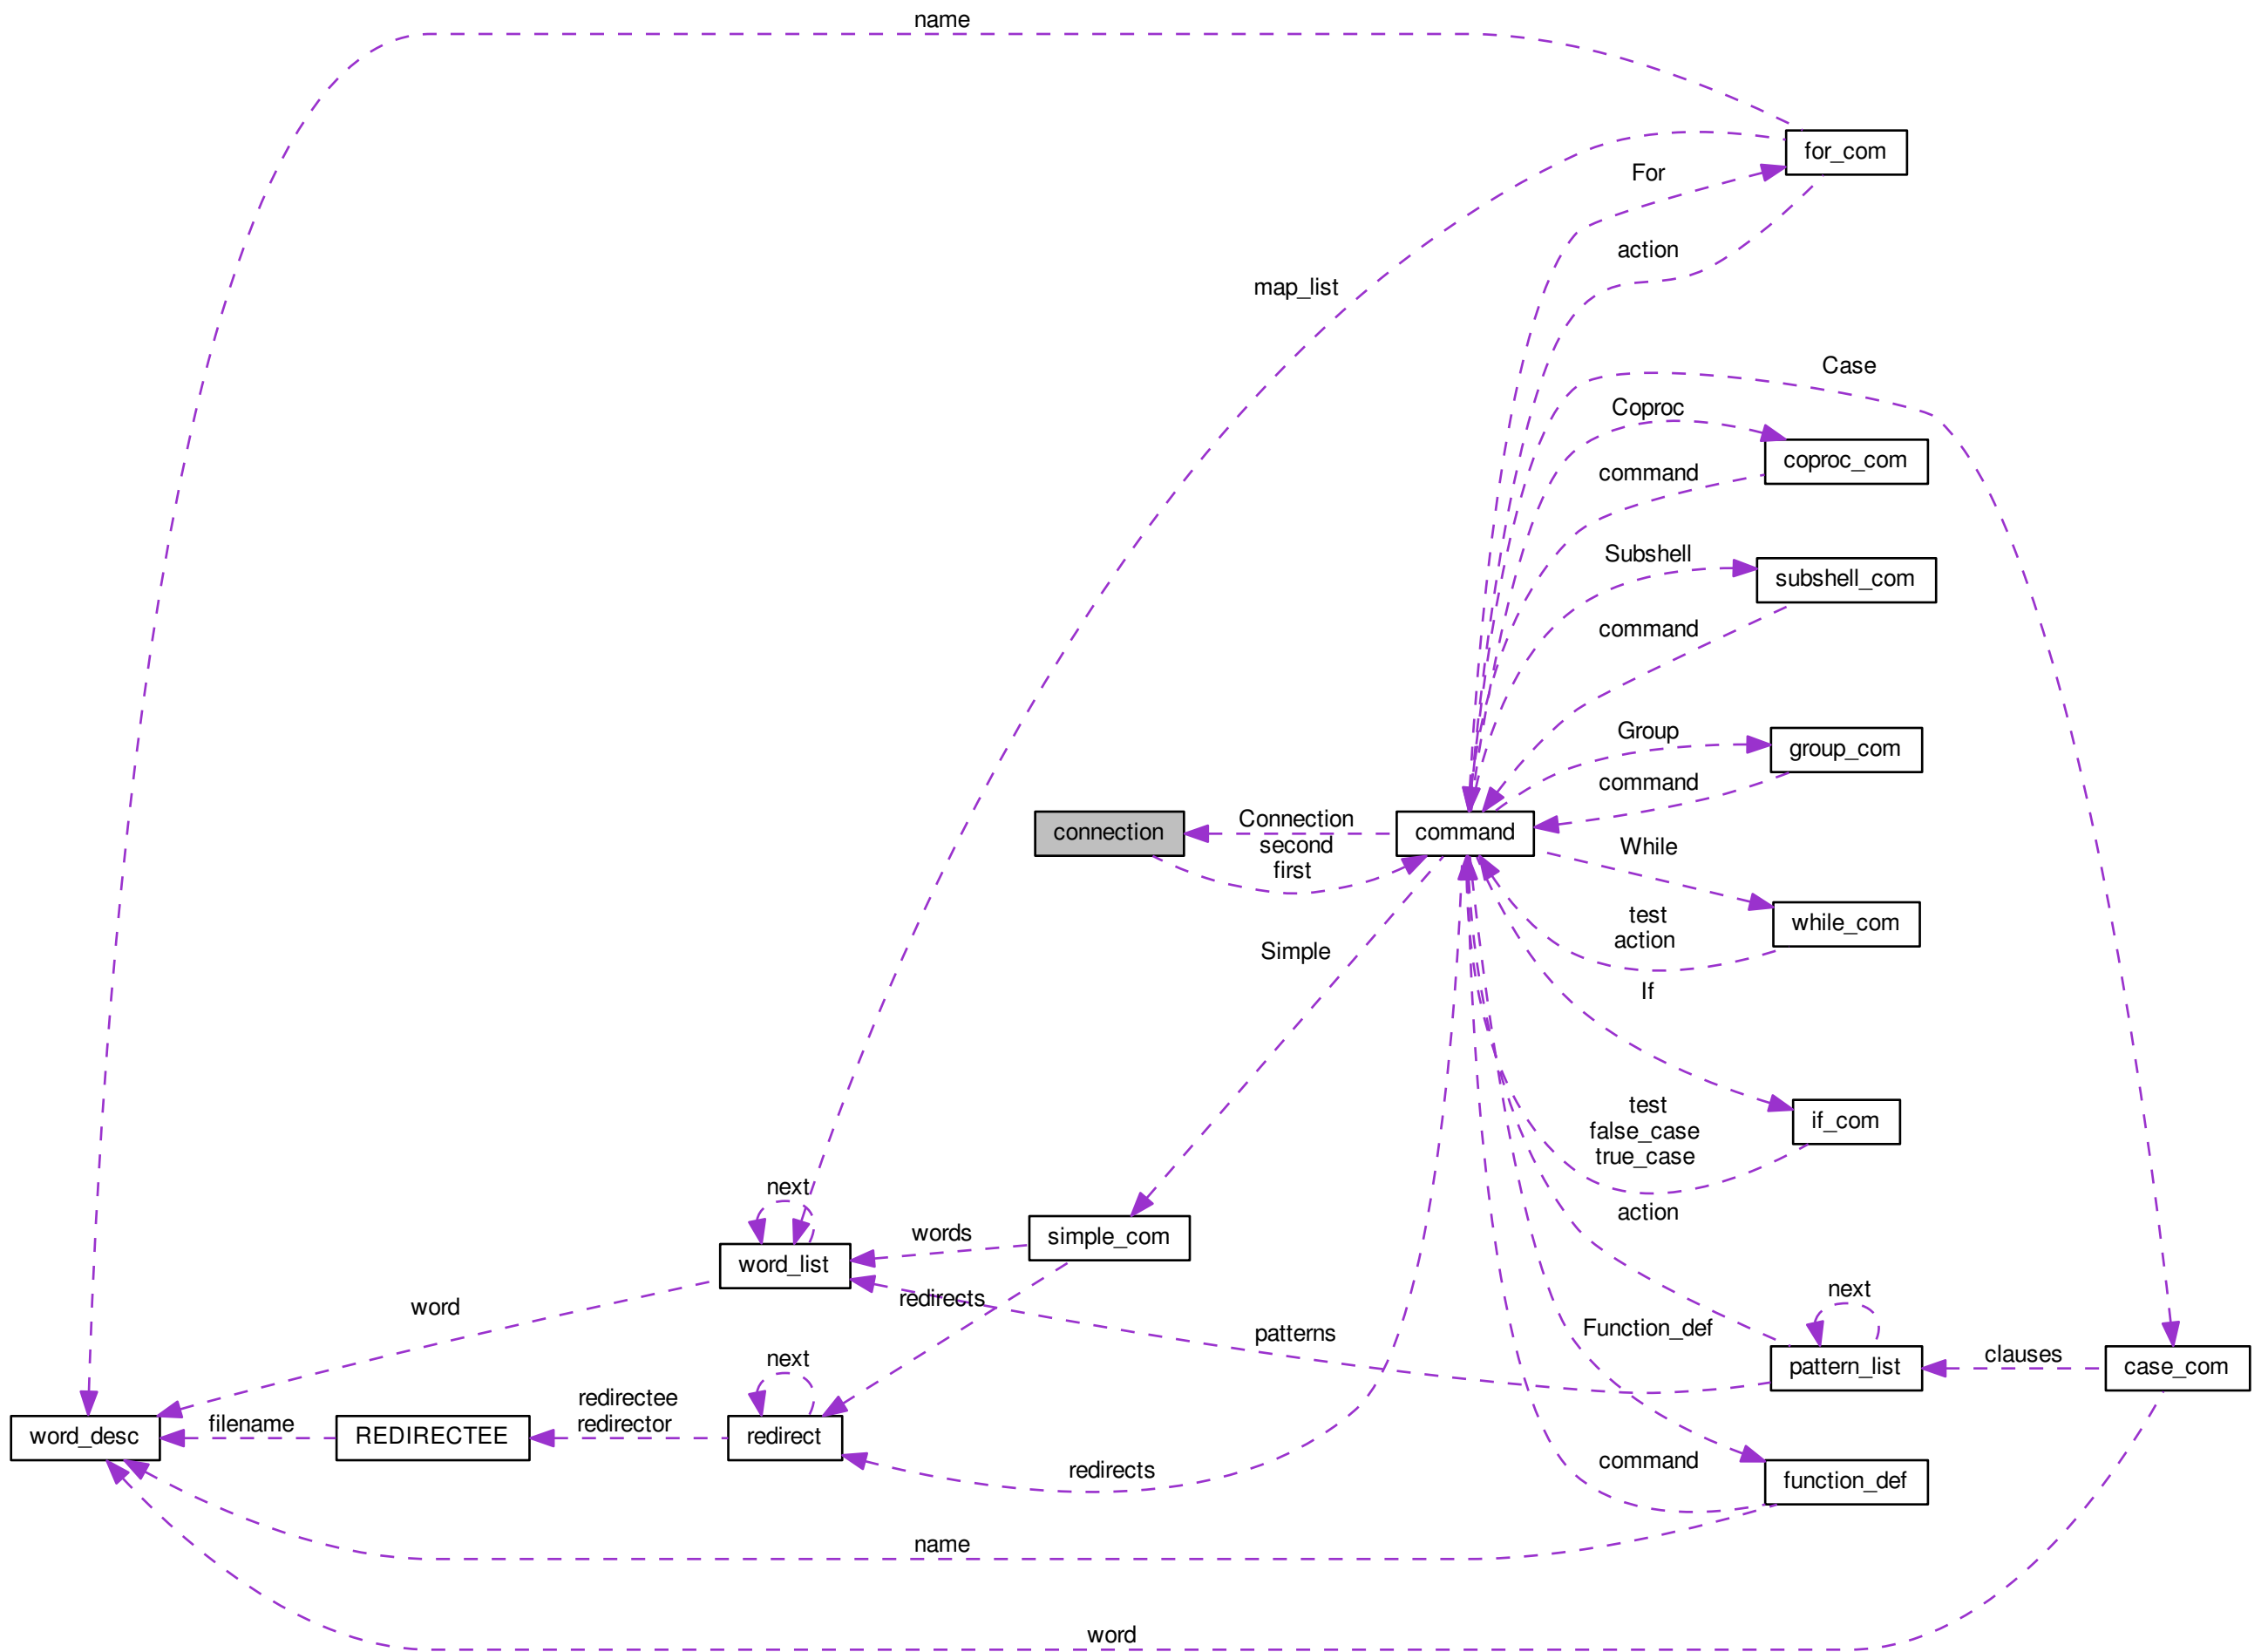 name
for_com
For
action
map_list
Case
Coproc
coproc_com
command
Subshell
subshell_com
command
Group
group_com
command
connection
Connection
second
first
command
While
while_com
test
action
Simple
If
if_com
test
false_case
true_case
action
next
word_list
words
simple_com
redirects
word
next
patterns
Function_def
next
pattern_list
clauses
case_com
word_desc
filename
REDIRECTEE
redirectee
redirector
redirect
redirects
command
function_def
name
word